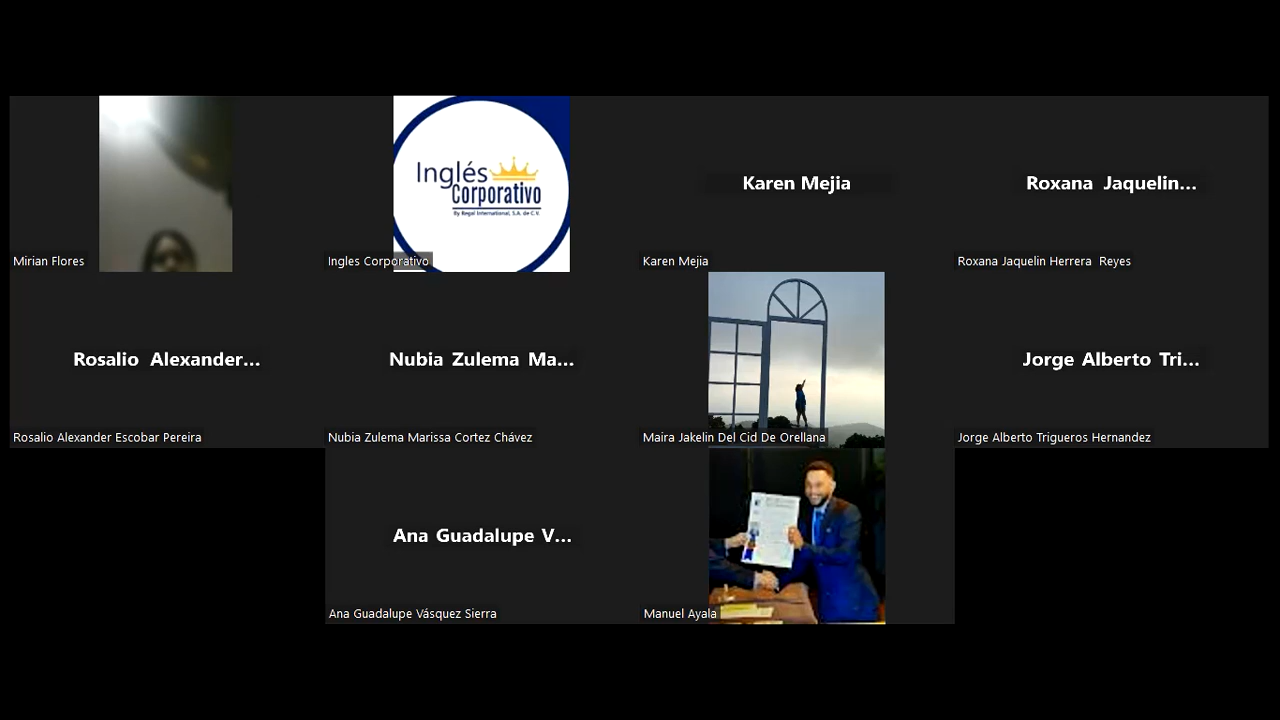 Inglés
Corporativo
By Regal International, S.A. de C.V.
Karen Mejia
Roxana Jaquelin...
Mirian Flores
Ingles Corporativo
Karen Mejia
Roxana Jaquelin Herrera Reyes
Rosalio Alexander...
Nubia Zulema Ma...
Jorge Alberto Tri...
Rosalio Alexander Escobar Pereira
Nubia Zulema Marissa Cortez Chávez
Maira Jakelin Del Cid De Orellana
Jorge Alberto Trigueros Hernandez
Ana Guadalupe V...
Ana Guadalupe Vásquez Sierra
Manuel Ayala